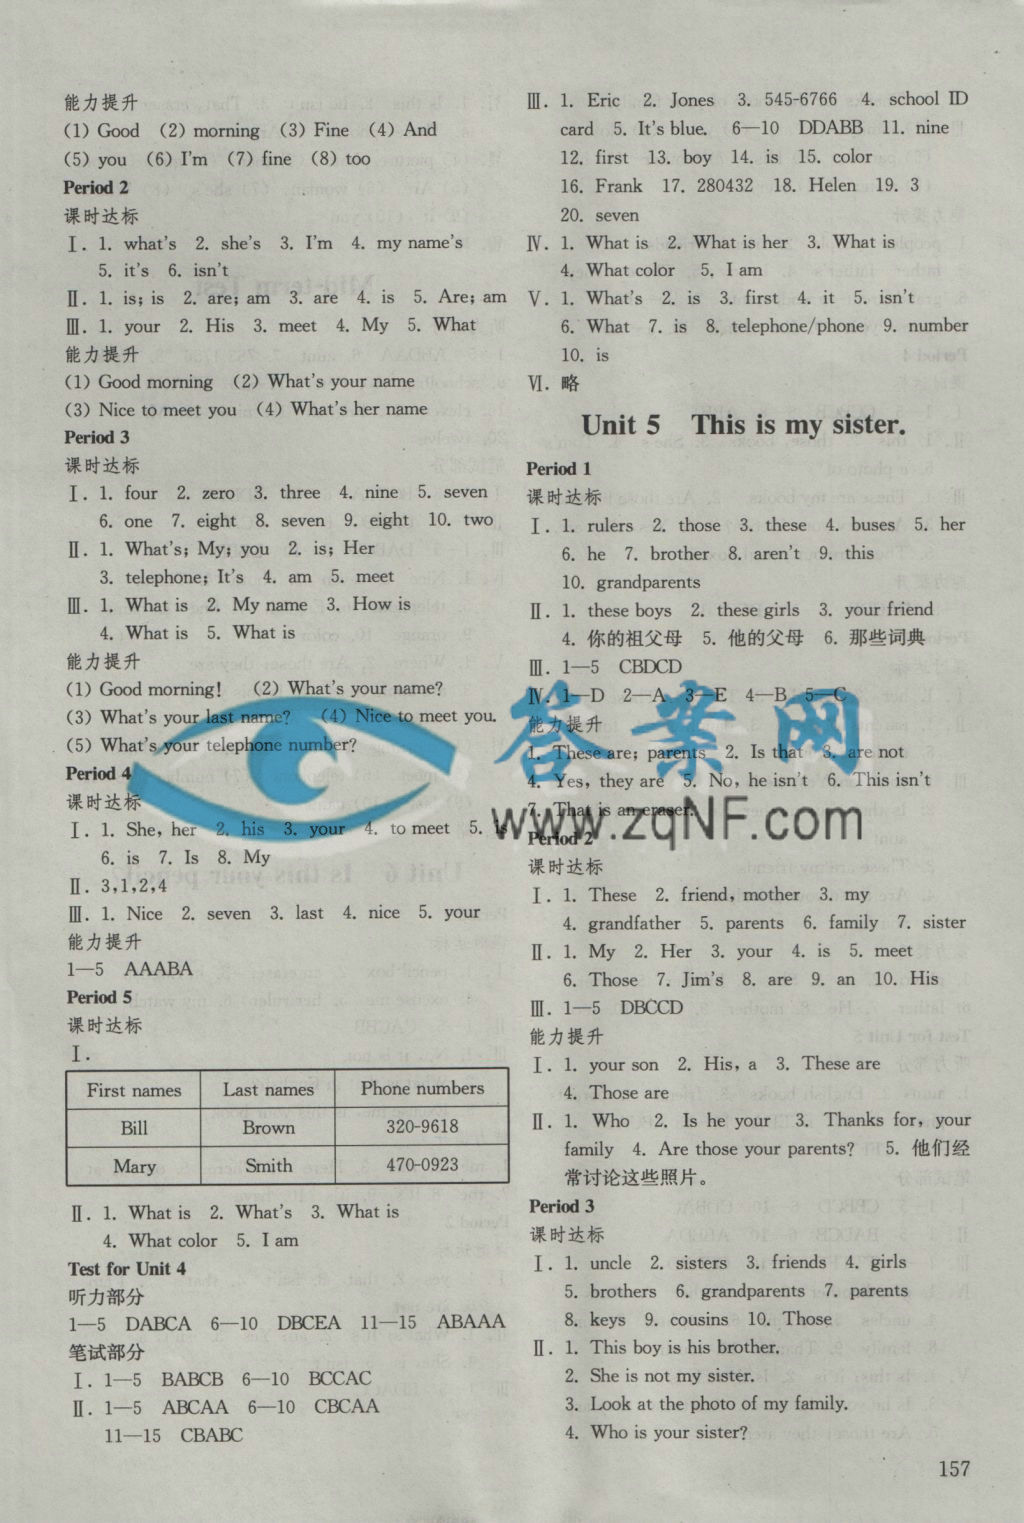 能力提升
(1) Good (2) morning (3) Fine (4) And
(5) you (6) I'm (7) fine (8) too
Period 2
课时达标
Ⅰ. 1. what's 2. she's 3. I'm 4. my name's
5. it's 6. isn't
Ⅱ. 1. is; is 2. are; am 3. are 4. is 5. Are; am
Ⅲ. 1. your 2. His 3. meet 4. My 5. What
能力提升
(1) Good morning (2) What's your name
(3) Nice to meet you (4) What's her name
Period 3
课时达标
Ⅰ. 1. four 2. zero 3. three 4. nine 5. seven
6. one 7. eight 8. seven 9. eight 10. two
Ⅱ. 1. What's; My; you 2. is; Her
3. telephone; It's 4. am 5. meet
Ⅲ. 1. What is 2. My name 3. How is
4. What is 5. What is
能力提升
(1) Good morning! (2) What's your name?
(3) What's your last name? (4) Nice to meet you.
(5) What's your telephone number?
Period 4
课时达标
Ⅰ. 1. She, her 2. his 3. your 4. to meet 5. is
6. is 7. Is 8. My
Ⅱ. 3,1,2,4
Ⅲ. 1. Nice 2. seven 3. last 4. nice 5. your
能力提升
1—5 AAABA
Period 5
课时达标
Ⅰ.
First names Last names Phone numbers
Bill Brown 320-9618
Mary Smith 470-0923
Ⅱ. 1. What is 2. What's 3. What is
4. What color 5. I am
Test for Unit 4
听力部分
1—5 DABCA 6—10 DBCEA 11—15 ABAAA
笔试部分
Ⅰ. 1—5 BABCB 6—10 BCCAC
Ⅱ. 1—5 ABCAA 6—10 CBCAA
11—15 CBABC
Ⅲ. 1. Eric 2. Jones 3. 545-6766 4. school ID
card 5. It's blue. 6—10 DDABB 11. nine
12. first 13. boy 14. is 15. color
16. Frank 17. 280432 18. Helen 19. 3
20. seven
Ⅳ. 1. What is 2. What is her 3. What is
4. What color 5. I am
Ⅴ. 1. What's 2. is 3. first 4. it 5. isn't
6. What 7. is 8. telephone/phone 9. number
10. is
Ⅵ. 略
Unit 5 This is my sister.
Period 1
课时达标
Ⅰ. 1. rulers 2. those 3. these 4. buses 5. her
6. he 7. brother 8. aren't 9. this
10. grandparents
Ⅱ. 1. these boys 2. these girls 3. your friend
4. 你的祖父母 5. 他的父母 6. 那些词典
Ⅲ. 1—5 CBDCD
Ⅳ. 1—D 2—A 3—E 4—B 5—C
能力提升
1. These are; parents 2. Is that 3. are not
4. Yes, they are 5. No, he isn't 6. This isn't
7. That is an eraser.
Period 2
课时达标
Ⅰ. 1. These 2. friend, mother 3. my
4. grandfather 5. parents 6. family 7. sister
Ⅱ. 1. My 2. Her 3. your 4. is 5. meet
6. Those 7. Jim's 8. are 9. an 10. His
Ⅲ. 1—5 DBCCD
能力提升
Ⅰ. 1. your son 2. His, a 3. These are
4. Those are
Ⅱ. 1. Who 2. Is he your 3. Thanks for, your
family 4. Are those your parents? 5. 他们经
常讨论这些照片。
Period 3
课时达标
Ⅰ. 1. uncle 2. sisters 3. friends 4. girls
5. brothers 6. grandparents 7. parents
8. keys 9. cousins 10. Those
Ⅱ. 1. This boy is his brother.
2. She is not my sister.
3. Look at the photo of my family.
4. Who is your sister?
157
答案网
www.zqNF.com